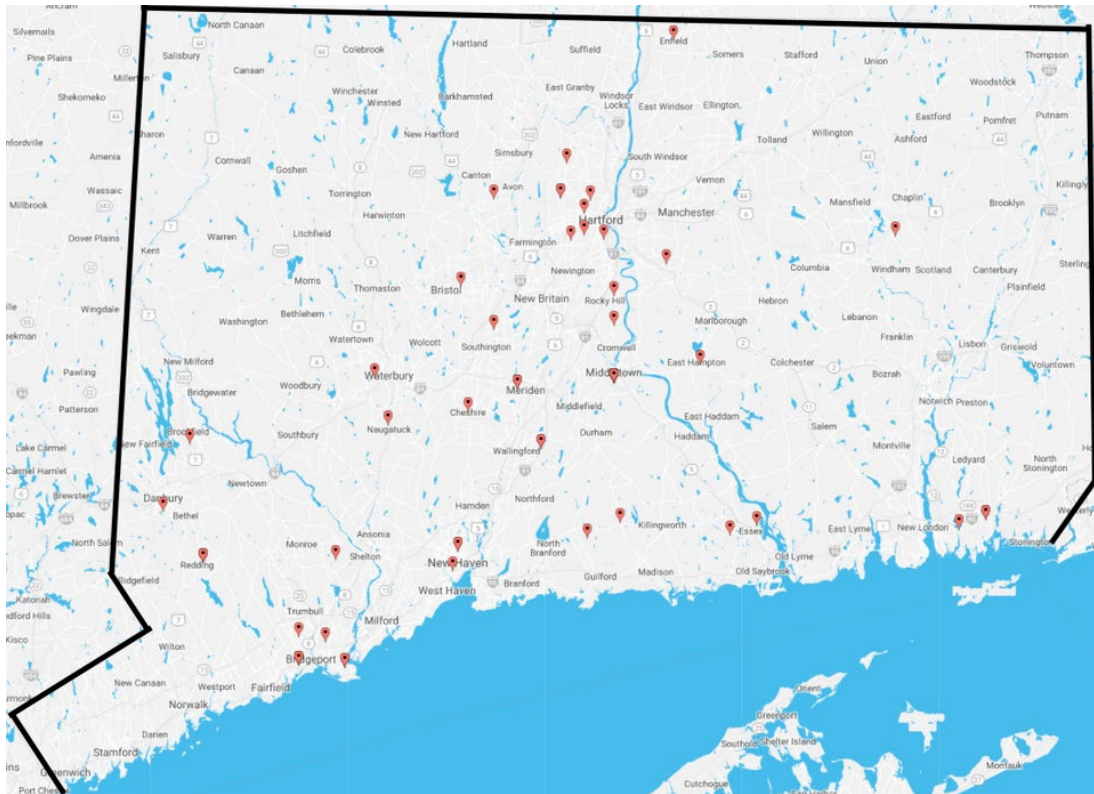 Ancram
North Canaan
Webster
Silvernails
Colebrook
Hartland
Suffield
Enfield
Somers
Stafford
Union
Thompson
Pine Plains
Salisbury
Canaan
Millerton
Shekomeko
Winchester
Winsted
Barkhamsted
East Granby
Windsor
Locks
East Windsor
Ellington
Woodstock
Putnam
Sharon
New Hartford
Simsbury
Tolland
Willington
Eastford
Pomfret
Ashford
Amenia
Cornwall
Goshen
Canton
Avon
South Windsor
Vernon
Wassaic
Torrington
Mansfield
Chaplin
Killingly
Millbrook
Harwinton
Hartford
Manchester
Brooklyn
Dover Plains
Warren
Litchfield
Kent
Farmington
Newington
Columbia
Windham
Scotland
Canterbury
Sterling
Wingdale
Morris
Thomaston
Bristol
New Britain
Rocky Hill
Hebron
Plainfield
Bethlehem
Washington
Marlborough
Lebanon
Watertown
Wolcott
Southington
Cromwell
Franklin
Lisbon
Griswold
Pawling
New Milford
East Hampton
Colchester
Bozrah
Voluntown
Waterbury
Middletown
Bridgewater
Woodbury
Meriden
Patterson
Cheshire
Middlefield
East Haddam
Norwich
Preston
Naugatuck
Salem
Lake Carmel
Brookfield
New Fairfield
Southbury
Durham
Haddam
Montville
Carmel Hamlet
Wallingford
Ledyard
North
Stonington
Brewster
Newtown
Danbury
Bethel
Hamden
Northford
Ansonia
Killingworth
Essex
East Lyme
New London
North Salem
Monroe
Shelton
North
Branford
Old Lyme
Stonington
Redding
New Haven
Old Saybrook
Ridgefield
Guilford
Madison
Katonah
West Haven
Branford
Trumbull
Milford
Wilton
Bridgeport
New Canaan
Westport
Fairfield
Orient
Norwalk
Greenport
Darien
Southold
Shelter Island
Stamford
Montauk
Greenwich
Cutchogue